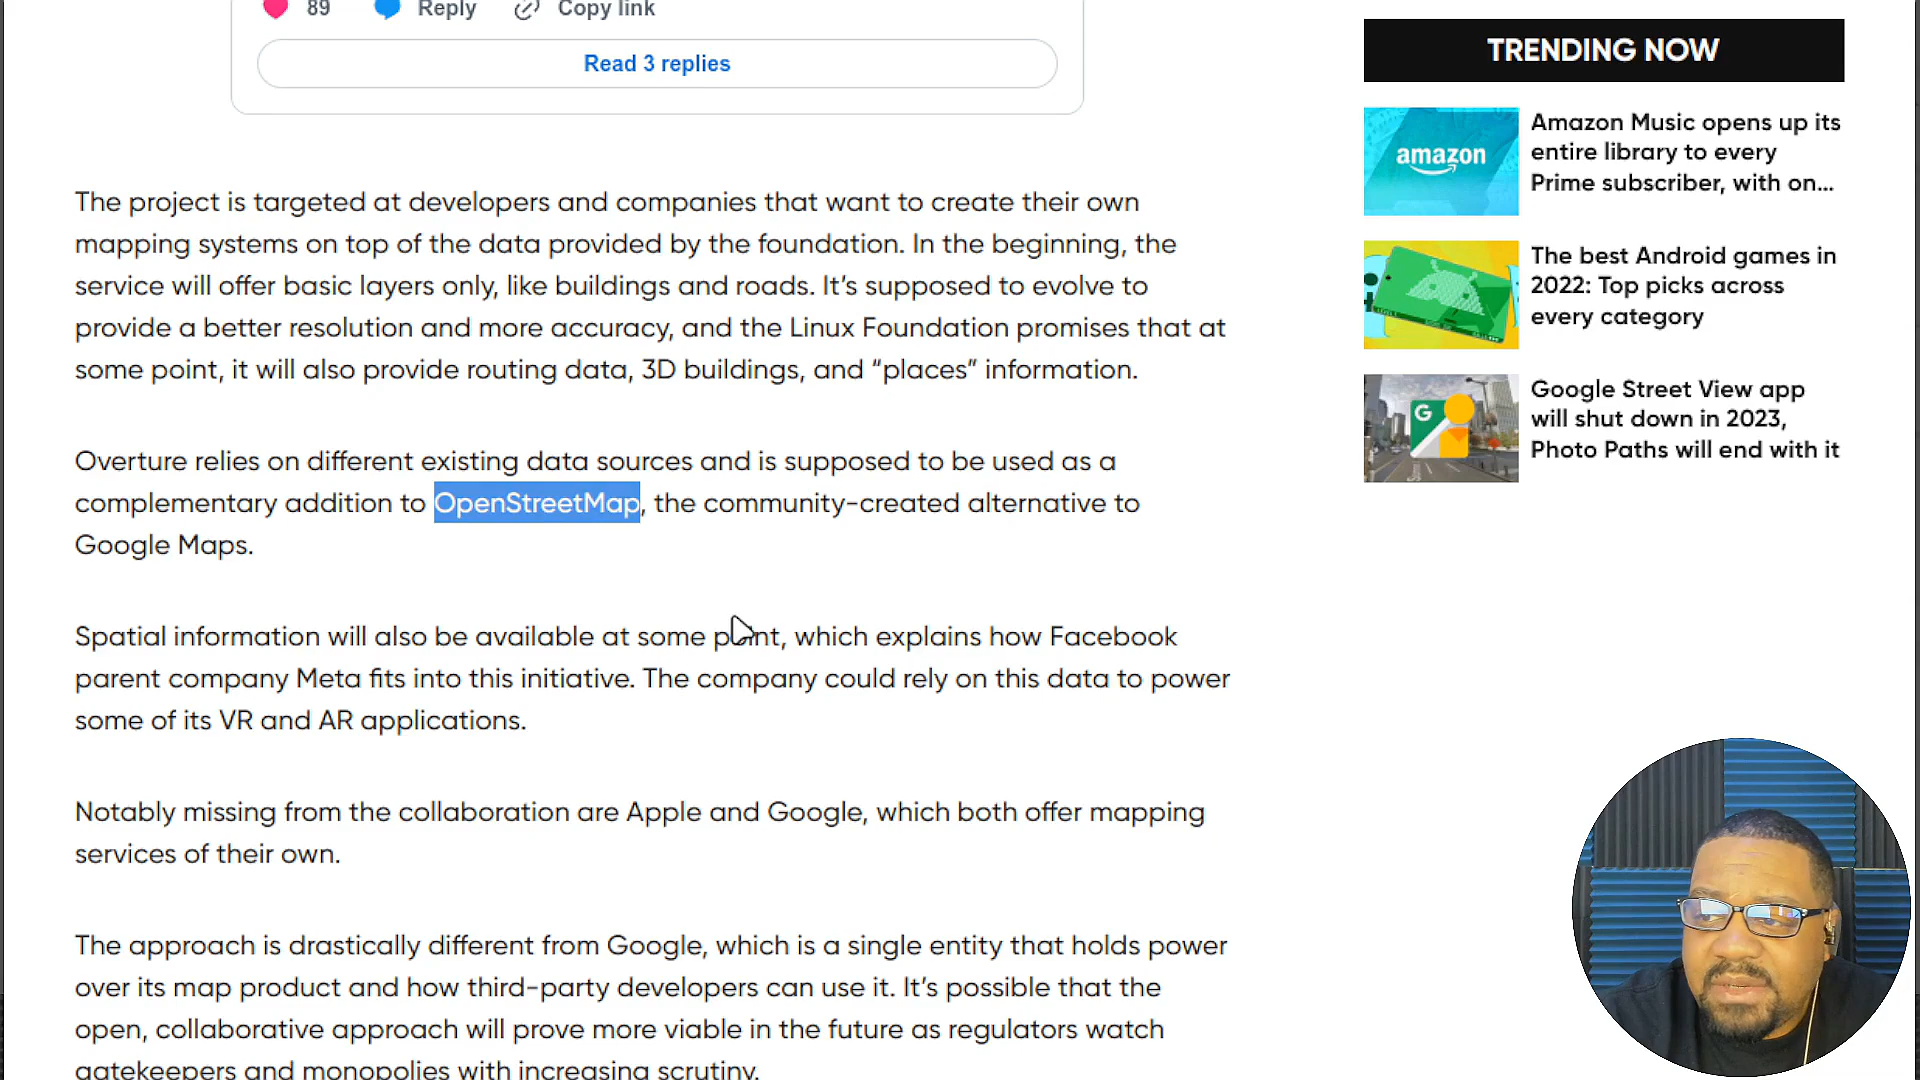 89 Reply Copy link
Read 3 replies
The project is targeted at developers and companies that want to create their own
mapping systems on top of the data provided by the foundation. In the beginning, the
service will offer basic layers only, like buildings and roads. It’s supposed to evolve to
provide a better resolution and more accuracy, and the Linux Foundation promises that at
some point, it will also provide routing data, 3D buildings, and “places” information.
Overture relies on different existing data sources and is supposed to be used as a
complementary addition to OpenStreetMap, the community-created alternative to
Google Maps.
Spatial information will also be available at some point, which explains how Facebook
parent company Meta fits into this initiative. The company could rely on this data to power
some of its VR and AR applications.
Notably missing from the collaboration are Apple and Google, which both offer mapping
services of their own.
The approach is drastically different from Google, which is a single entity that holds power
over its map product and how third-party developers can use it. It’s possible that the
open, collaborative approach will prove more viable in the future as regulators watch
gatekeepers and monopolies with increasing scrutiny.
TRENDING NOW
amazon
Amazon Music opens up its
entire library to every
Prime subscriber, with on...
The best Android games in
2022: Top picks across
every category
G
Google Street View app
will shut down in 2023,
Photo Paths will end with it